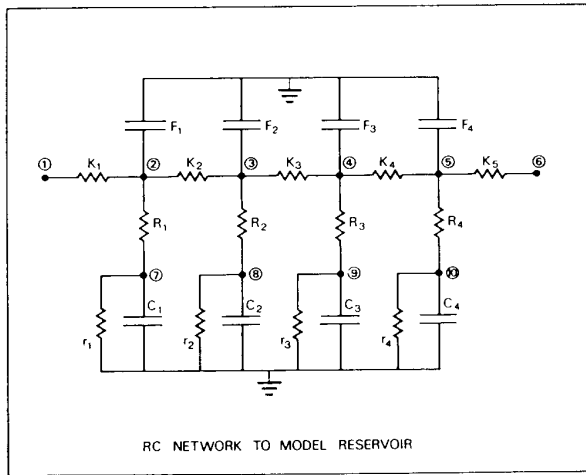 F₁ F₂ F₃ F₄
① K₁ ② K₂ ③ K₃ ④ K₄ ⑤ K₅ ⑥
R₁ R₂ R₃ R₄
⑦ ⑧ ⑨ ⑩
C₁ C₂ C₃ C₄
r₁ r₂ r₃ r₄
RC NETWORK TO MODEL RESERVOIR